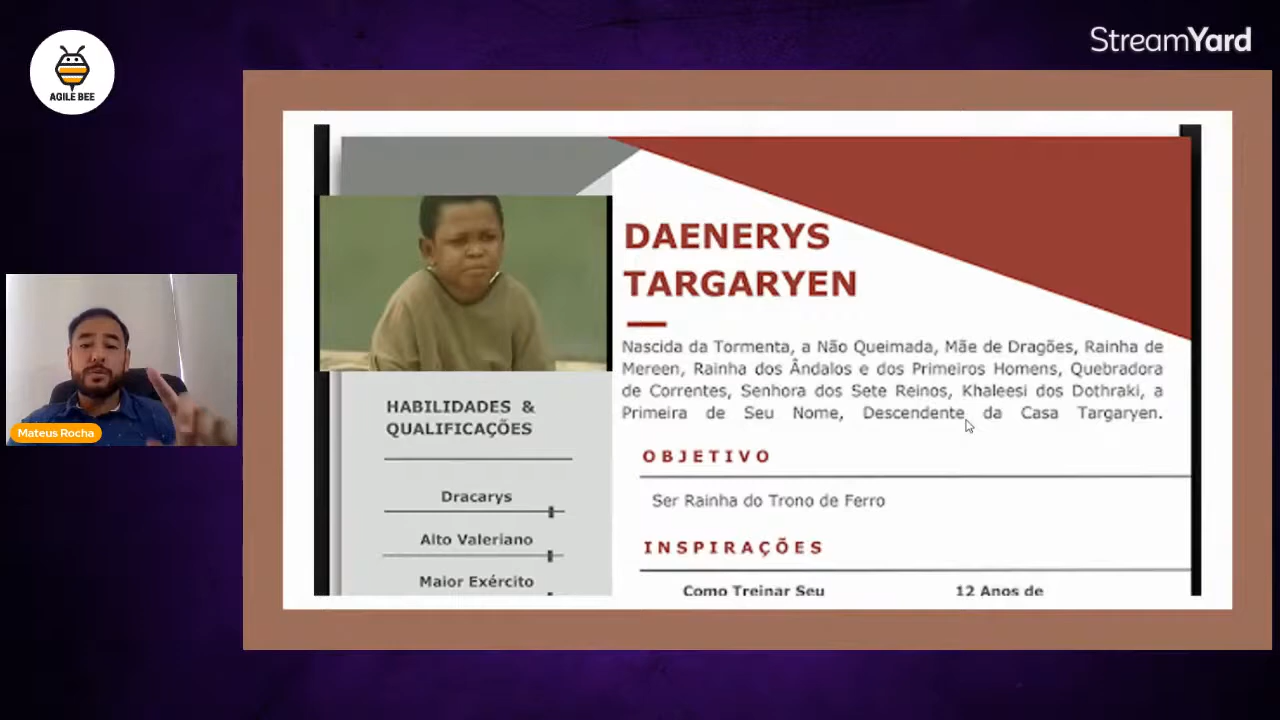 StreamYard
AGILE BEE
DAENERYS
TARGARYEN
Nascida da Tormenta, a Não Queimada, Mãe de Dragões, Rainha de
Mereen, Rainha dos Ândalos e dos Primeiros Homens, Quebradora
de Correntes, Senhora dos Sete Reinos, Khaleesi dos Dothraki, a
Primeira de Seu Nome, Descendente da Casa Targaryen.
HABILIDADES &
QUALIFICAÇÕES
Dracarys
Alto Valeriano
Maior Exército
OBJETIVO
Ser Rainha do Trono de Ferro
INSPIRAÇÕES
Como Treinar Seu
12 Anos de
Mateus Rocha